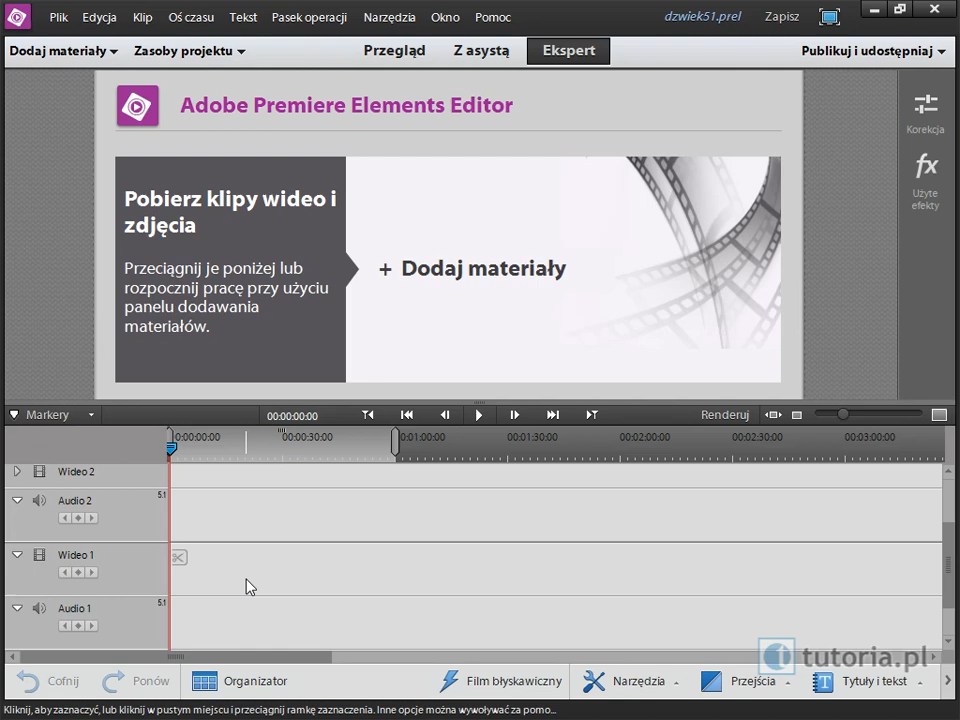 Plik Edycja Klip Oś czasu Tekst Pasek operacji Narzędzia Okno Pomoc dzwiek51.prel Zapisz
Dodaj materiały Zasoby projektu Przegląd Z asystą Ekspert Publikuj i udostępniaj
Adobe Premiere Elements Editor
Korekcja
fx
Użyte
efekty
Pobierz klipy wideo i
zdjęcia
Przeciągnij je poniżej lub
rozpocznij pracę przy użyciu
panelu dodawania
materiałów.
+ Dodaj materiały
Markery 00:00:00:00 Renderuj
0:00:00:00 00:00:30:00 0:01:00:00 00:01:30:00 00:02:00:00 00:02:30:00 00:03:00:00
Wideo 2
Audio 2 5.1
Wideo 1
Audio 1 5.1
tutoria.pl
Cofnij Ponów Organizator Film błyskawiczny Narzędzia Przejścia Tytuły i tekst
Kliknij, aby zaznaczyć, lub kliknij w pustym miejscu i przeciągnij ramkę zaznaczenia. Inne opcje można wywoływać za pomo...